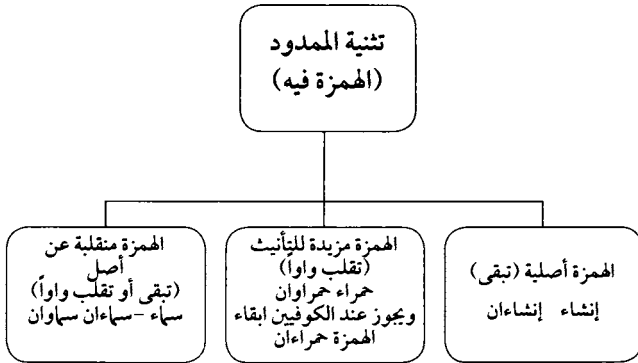 تثنية الممدود
(الهمزة فيه)
الهمزة أصلية (تبقى)
إنشاء إنشاءان
الهمزة مزيدة للتأنيث
(تقلب واواً)
حمراء حمراوان
ويجوز عند الكوفيين ابقاء
الهمزة حمراءان
الهمزة منقلبة عن
أصل
(تبقى أو تقلب واواً)
سماء – سماءان سماوان